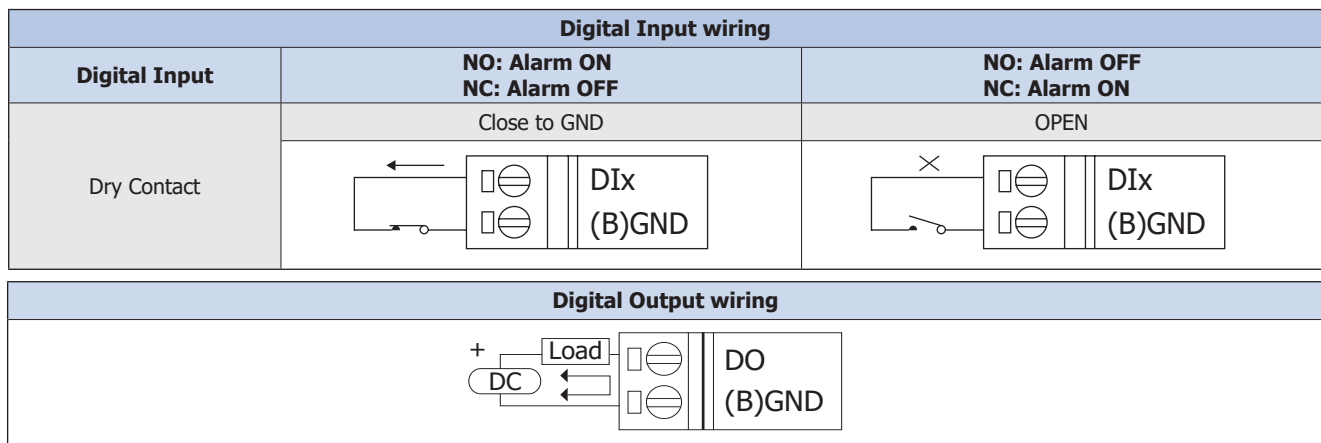 Digital Input wiring
Digital Input
NO: Alarm ON
NC: Alarm OFF
NO: Alarm OFF
NC: Alarm ON
Dry Contact
Close to GND
OPEN
DIx
(B)GND
DIx
(B)GND
Digital Output wiring
+
Load
DC
DO
(B)GND